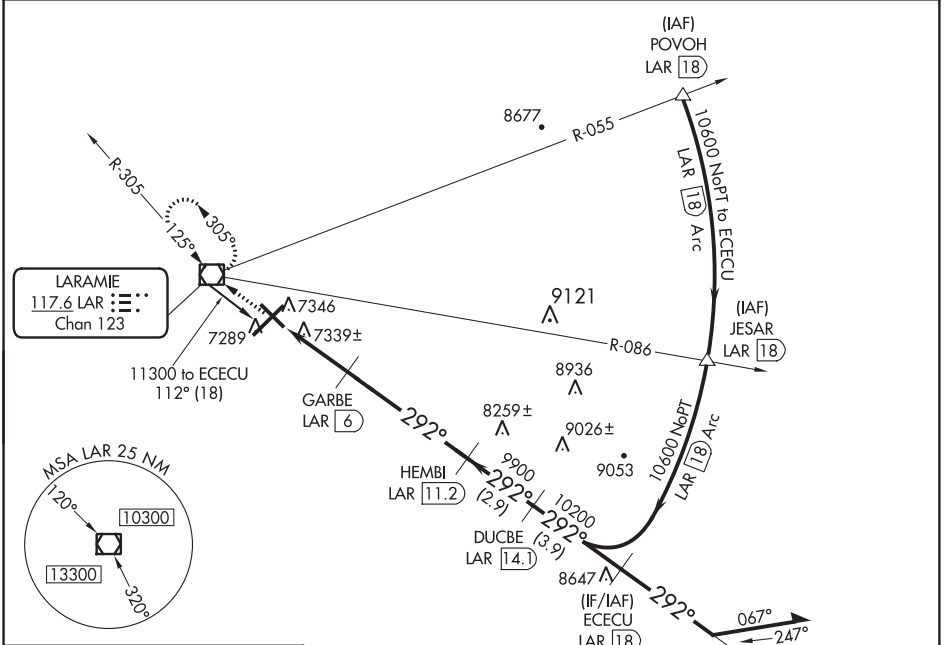 (IAF)
POVOH
LAR 18
8677
R-055
10600 NoPT to ECECU
LAR 18 Arc
R-305
125°
305°
LARAMIE
117.6 LAR
Chan 123
7346
7289
7339±
9121
(IAF)
JESAR
LAR 18
R-086
11300 to ECECU
112° (18)
GARBE
LAR 6
8936
292°
8259±
9026±
9053
10600 NoPT
LAR 18 Arc
HEMBI
LAR 11.2
9900
292°
(2.9)
DUCBE
LAR 14.1
10200
292°
(3.9)
MSA LAR 25 NM
120°
10300
13300
320°
8647
(IF/IAF)
ECECU
LAR 18
292°
067°
247°